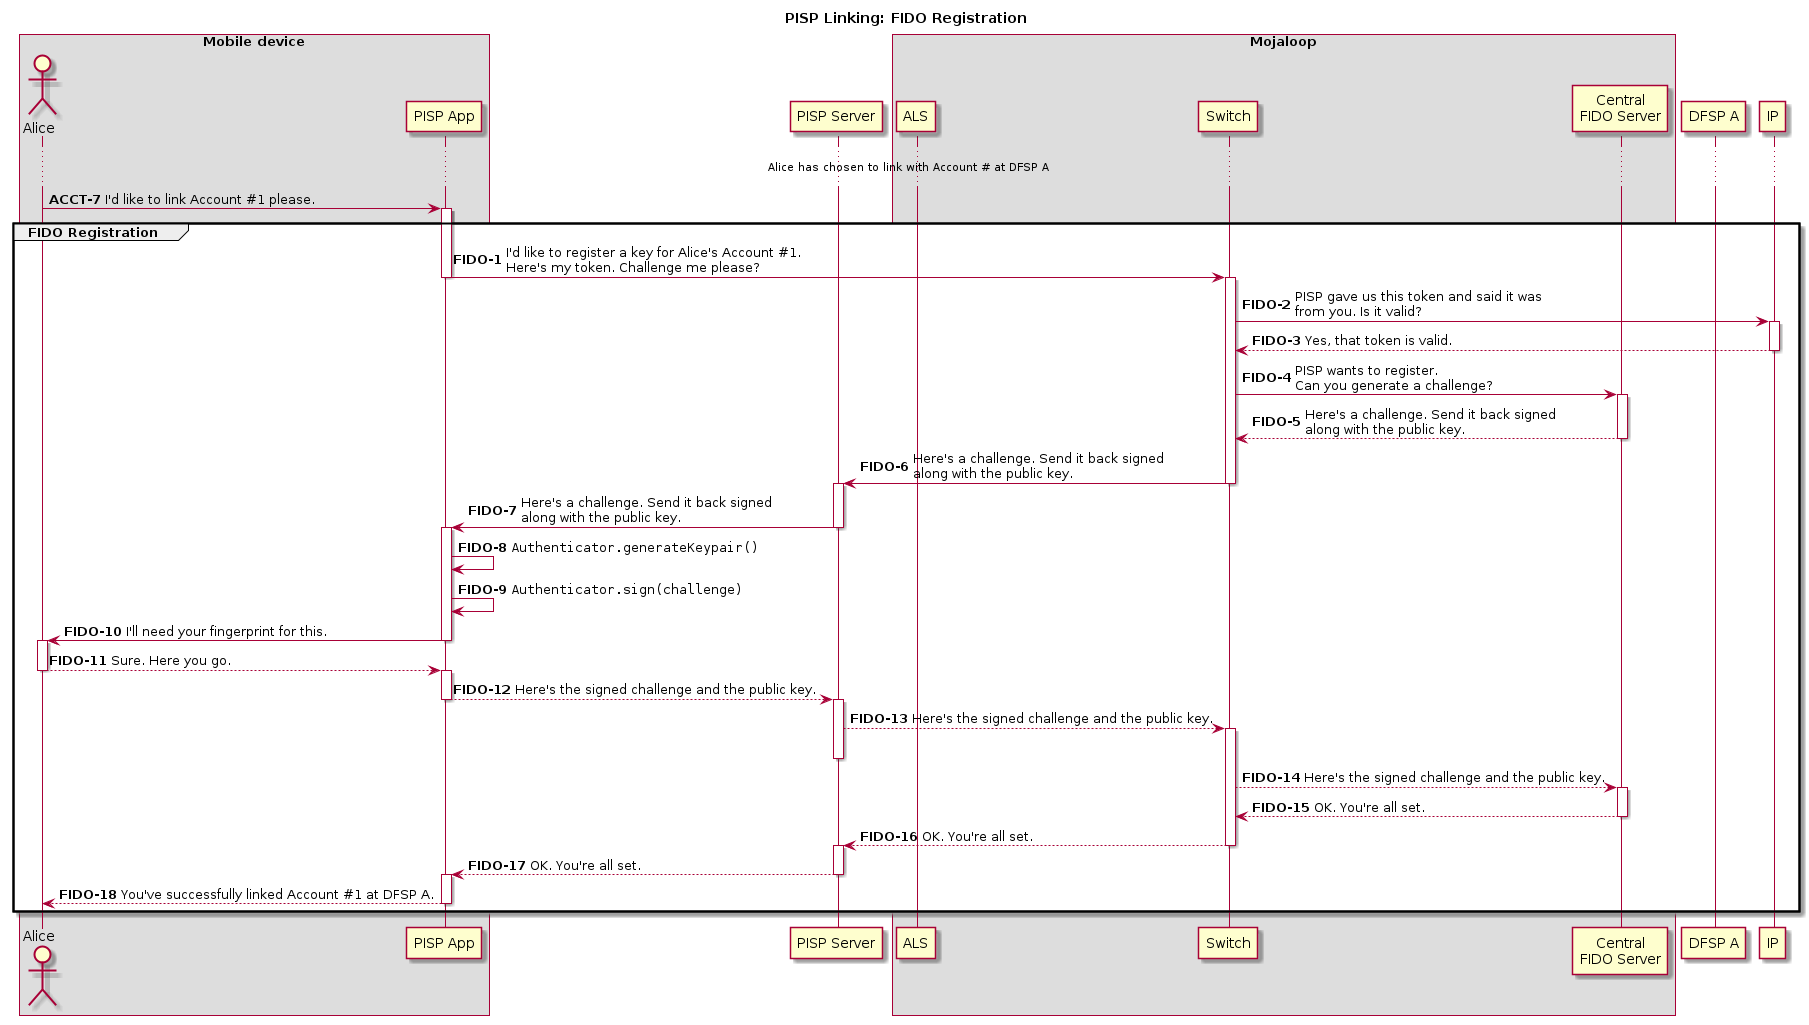 PISP Linking: FIDO Registration
Mobile device
Mojaloop
Alice
PISP App
PISP Server
ALS
Switch
Central
FIDO Server
DFSP A
IP
Alice has chosen to link with Account # at DFSP A
ACCT-7 I'd like to link Account #1 please.
FIDO Registration
FIDO-1 I'd like to register a key for Alice's Account #1.
Here's my token. Challenge me please?
FIDO-2 PISP gave us this token and said it was
from you. Is it valid?
FIDO-3 Yes, that token is valid.
FIDO-4 PISP wants to register.
Can you generate a challenge?
FIDO-5 Here's a challenge. Send it back signed
along with the public key.
FIDO-6 Here's a challenge. Send it back signed
along with the public key.
FIDO-7 Here's a challenge. Send it back signed
along with the public key.
FIDO-8 Authenticator.generateKeypair()
FIDO-9 Authenticator.sign(challenge)
FIDO-10 I'll need your fingerprint for this.
FIDO-11 Sure. Here you go.
FIDO-12 Here's the signed challenge and the public key.
FIDO-13 Here's the signed challenge and the public key.
FIDO-14 Here's the signed challenge and the public key.
FIDO-15 OK. You're all set.
FIDO-16 OK. You're all set.
FIDO-17 OK. You're all set.
FIDO-18 You've successfully linked Account #1 at DFSP A.
Alice
PISP App
PISP Server
ALS
Switch
Central
FIDO Server
DFSP A
IP